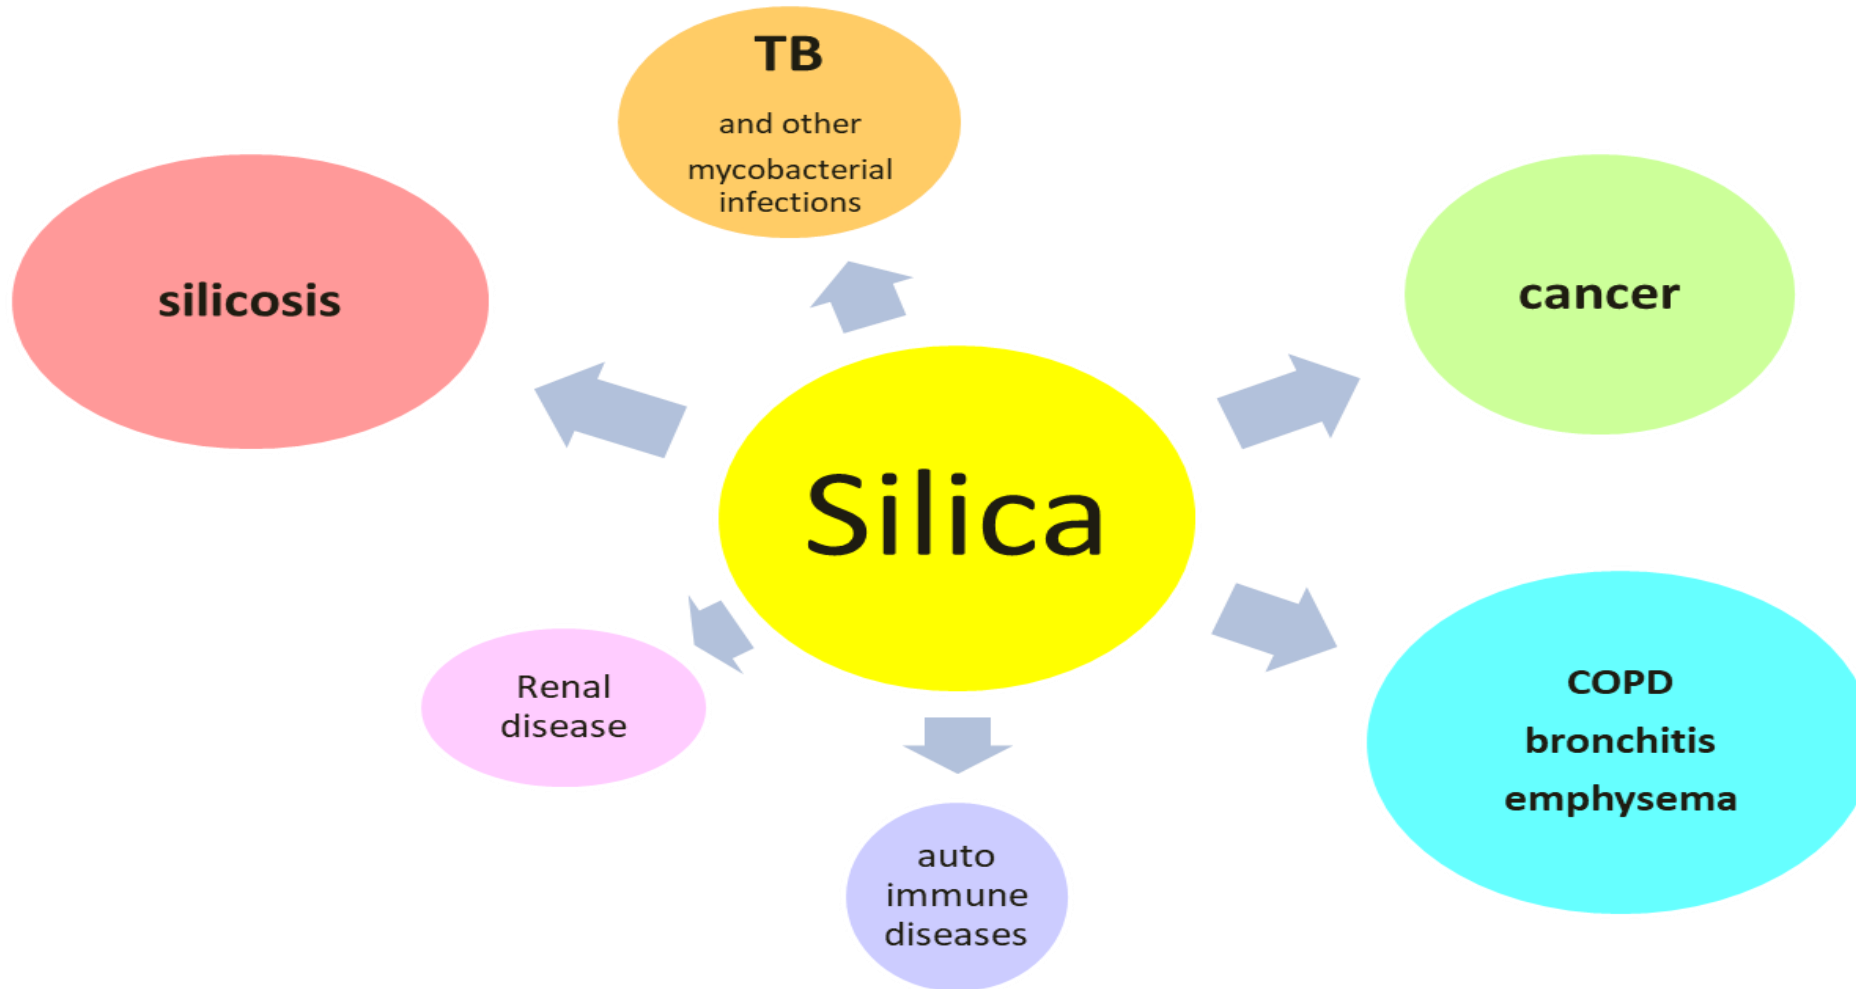 TB
and other
mycobacterial
infections
silicosis
cancer
Silica
Renal
disease
COPD
bronchitis
emphysema
auto
immune
diseases